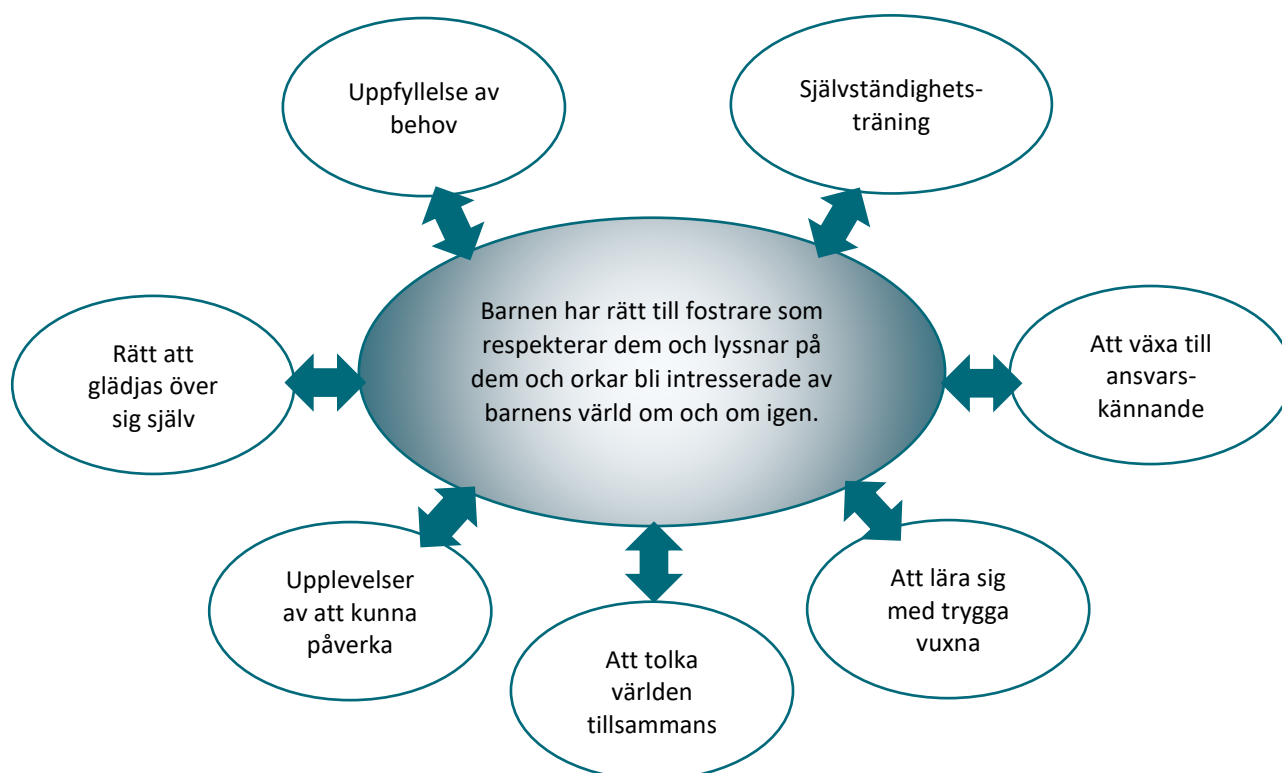 Uppfyllelse av
behov
Självständighets-
träning
Barnen har rätt till fostrare som
respekterar dem och lyssnar på
dem och orkar bli intresserade av
barnens värld om och om igen.
Rätt att
glädjas över
sig själv
Att växa till
ansvars-
kännande
Upplevelser
av att kunna
påverka
Att tolka
världen
tillsammans
Att lära sig
med trygga
vuxna